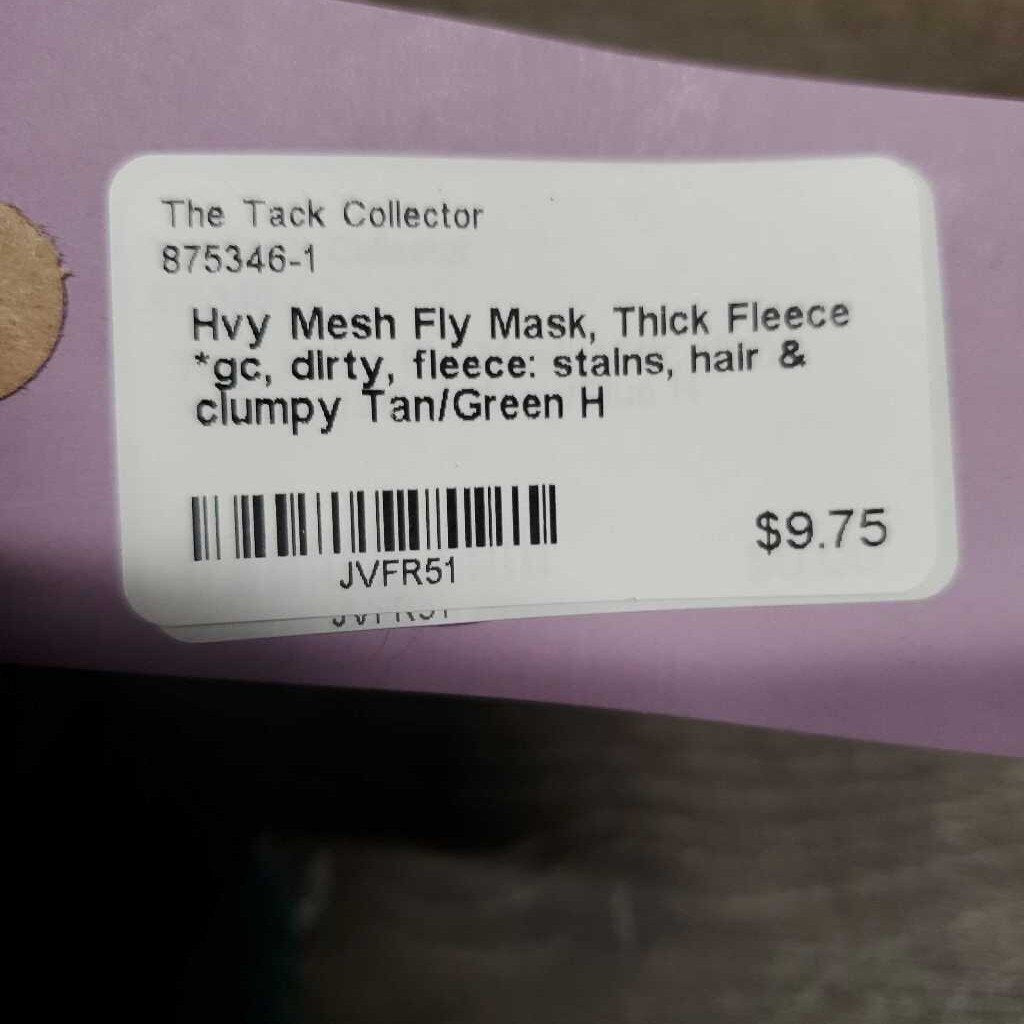 The Tack Collector
875346-1
Hvy Mesh Fly Mask, Thick Fleece
*gc, dirty, fleece: stains, hair &
clumpy Tan/Green H
JVFR51
$9.75
JVFR51